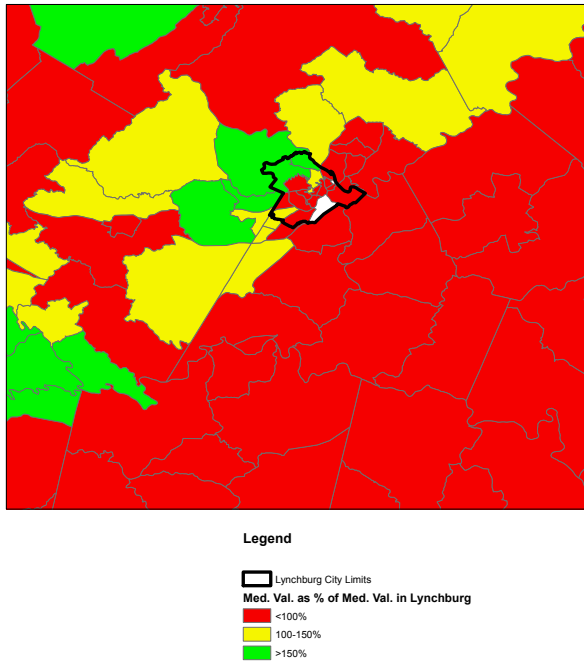 Legend
Lynchburg City Limits
Med. Val. as % of Med. Val. in Lynchburg
<100%
100-150%
>150%